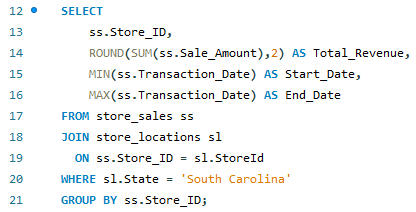 12 SELECT
13 ss.Store_ID,
14 ROUND(SUM(ss.Sale_Amount),2) AS Total_Revenue,
15 MIN(ss.Transaction_Date) AS Start_Date,
16 MAX(ss.Transaction_Date) AS End_Date
17 FROM store_sales ss
18 JOIN store_locations sl
19 ON ss.Store_ID = sl.StoreId
20 WHERE sl.State = 'South Carolina'
21 GROUP BY ss.Store_ID;